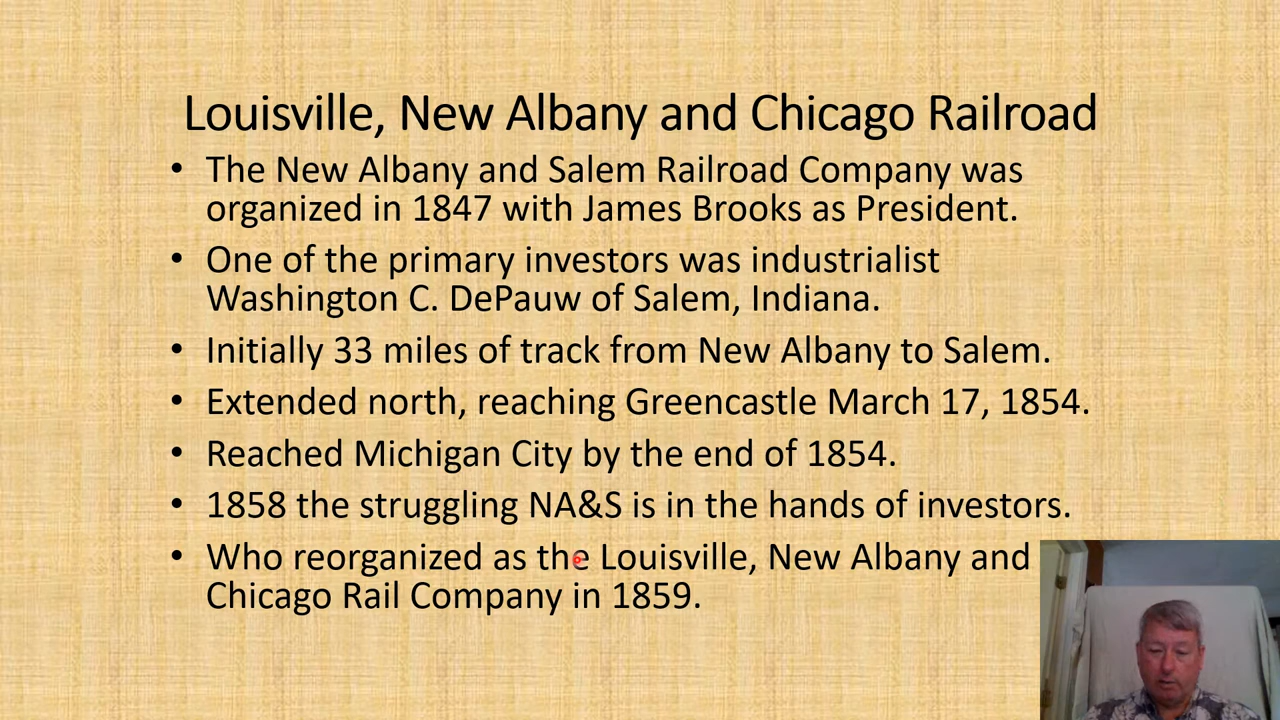 Louisville, New Albany and Chicago Railroad
• The New Albany and Salem Railroad Company was
organized in 1847 with James Brooks as President.
• One of the primary investors was industrialist
Washington C. DePauw of Salem, Indiana.
• Initially 33 miles of track from New Albany to Salem.
• Extended north, reaching Greencastle March 17, 1854.
• Reached Michigan City by the end of 1854.
• 1858 the struggling NA&S is in the hands of investors.
• Who reorganized as the Louisville, New Albany and
Chicago Rail Company in 1859.